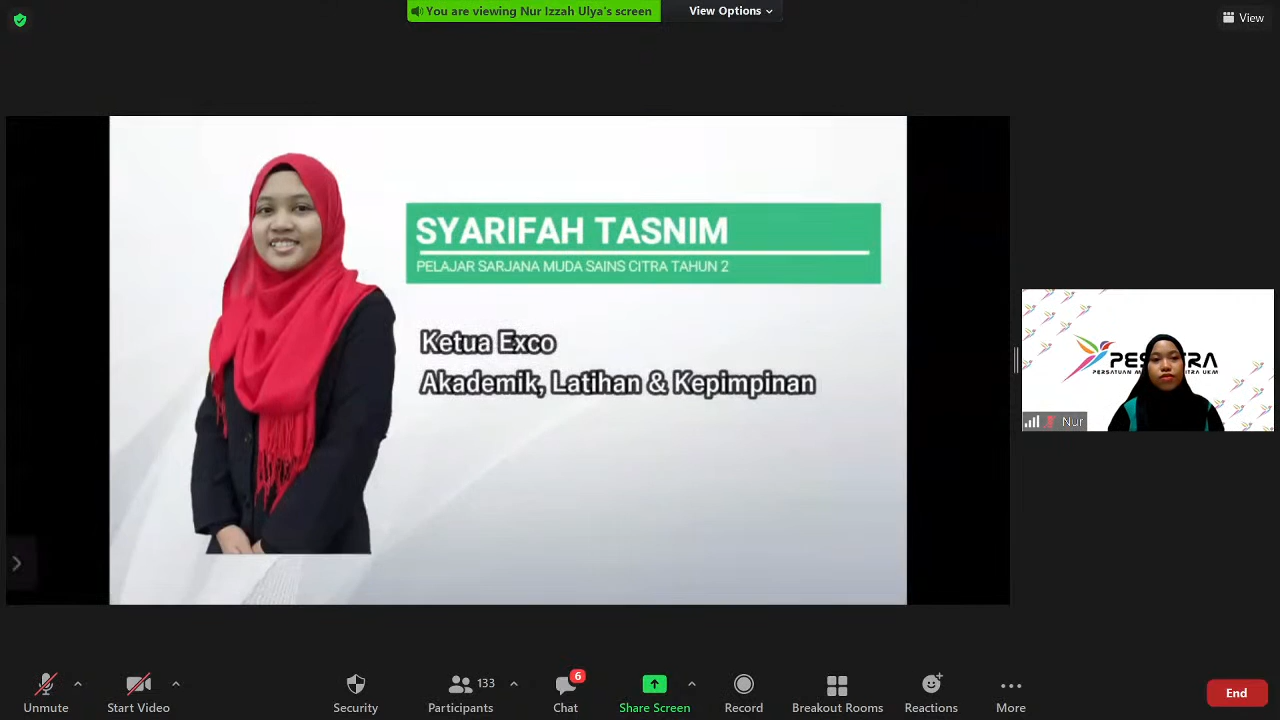 You are viewing Nur Izzah Ulya's screen
View Options
View
SYARIFAH TASNIM
PELAJAR SARJANA MUDA SAINS CITRA TAHUN 2
Ketua Exco
Akademik, Latihan & Kepimpinan
Nur
Unmute
Start Video
Security
133
Participants
6
Chat
Share Screen
Record
Breakout Rooms
Reactions
More
End